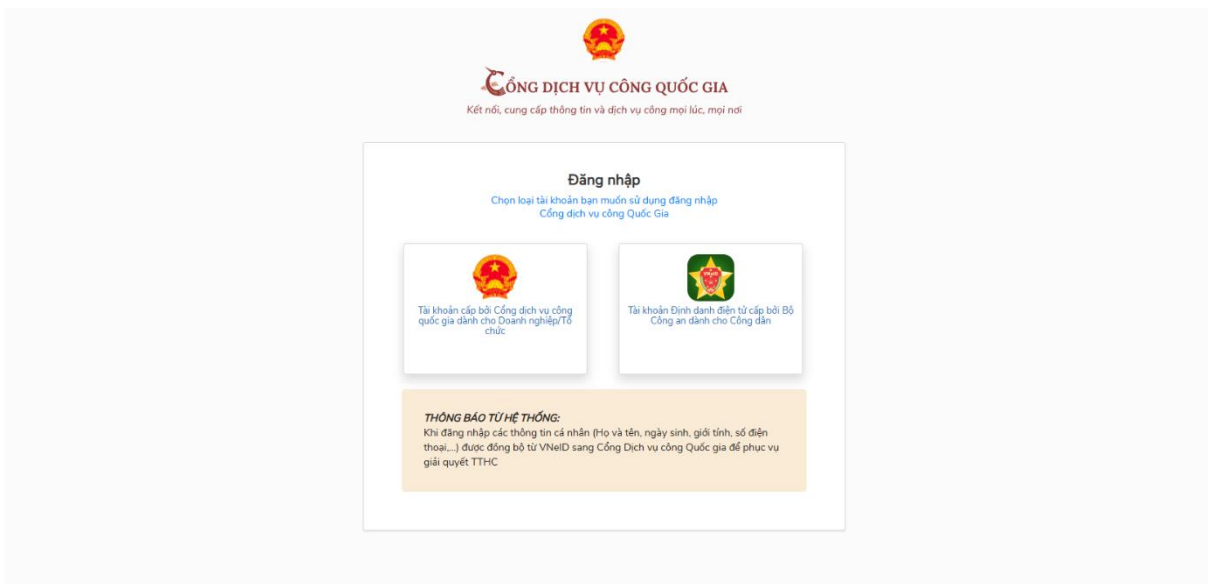 CỔNG DỊCH VỤ CÔNG QUỐC GIA
Kết nối, cung cấp thông tin và dịch vụ công mọi lúc, mọi nơi
Đăng nhập
Chọn loại tài khoản bạn muốn sử dụng đăng nhập
Cổng dịch vụ công Quốc Gia
Tài khoản cấp bởi Cổng dịch vụ công
quốc gia dành cho Doanh nghiệp/Tổ
chức
VNeID
Tài khoản Định danh điện tử cấp bởi Bộ
Công an dành cho Công dân
THÔNG BÁO TỪ HỆ THỐNG:
Khi đăng nhập các thông tin cá nhân (Họ và tên, ngày sinh, giới tính, số điện
thoại,...) được đồng bộ từ VNeID sang Cổng Dịch vụ công Quốc gia để phục vụ
giải quyết TTHC